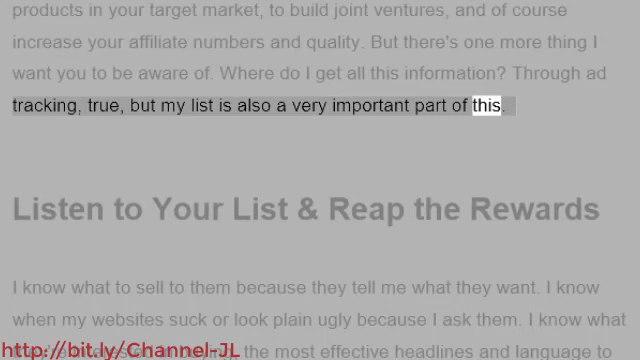 products in your target market, to build joint ventures, and of course
increase your affiliate numbers and quality. But there's one more thing I
want you to be aware of. Where do I get all this information? Through ad
tracking, true, but my list is also a very important part of this.
Listen to Your List & Reap the Rewards
I know what to sell to them because they tell me what they want. I know
when my websites suck or look plain ugly because I ask them. I know what
the most effective headlines and language to
http://bit.ly/Channel-JL